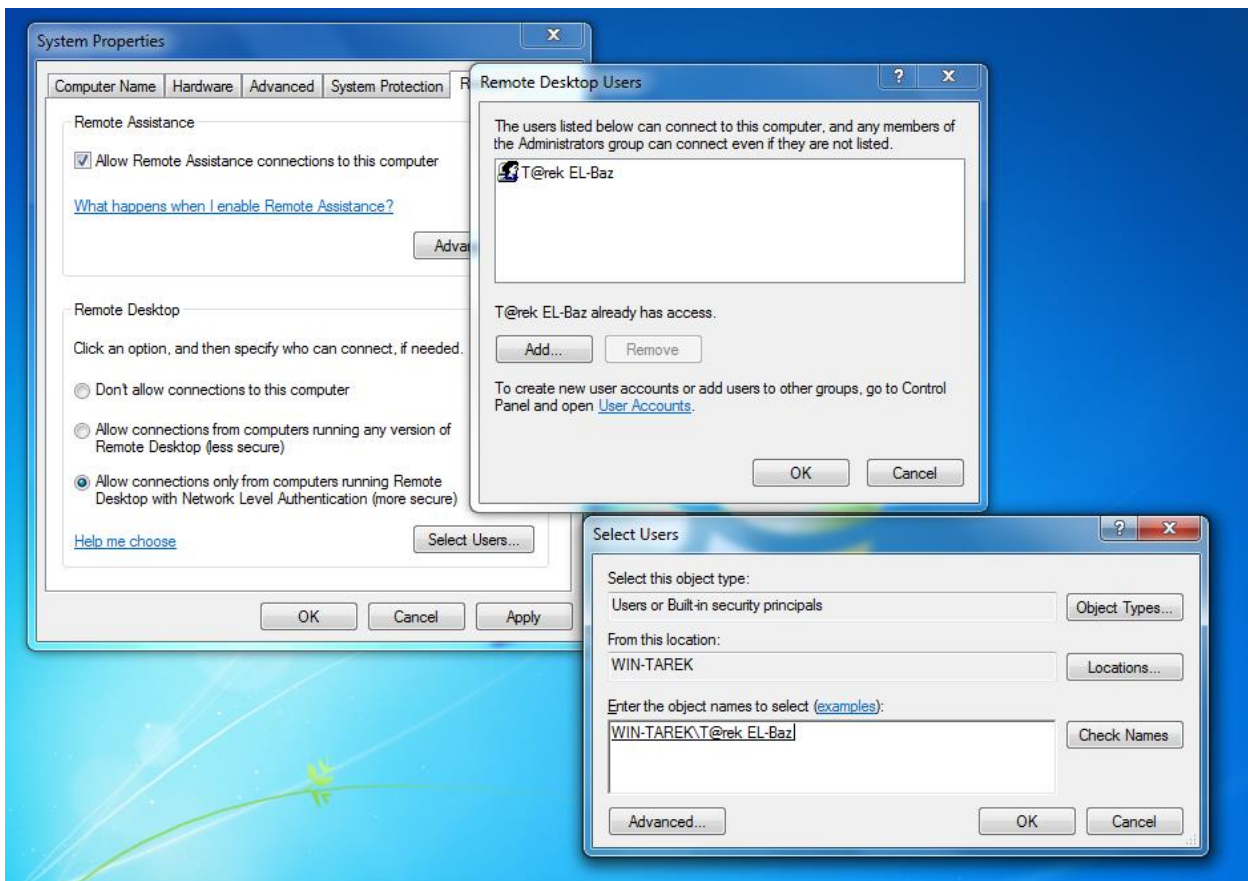 System Properties
Computer Name Hardware Advanced System Protection R
Remote Assistance
Allow Remote Assistance connections to this computer
What happens when I enable Remote Assistance?
Remote Desktop
Click an option, and then specify who can connect, if needed.
Don't allow connections to this computer
Allow connections from computers running any version of
Remote Desktop (less secure)
Allow connections only from computers running Remote
Desktop with Network Level Authentication (more secure)
Help me choose
Select Users...
OK Cancel Apply
Remote Desktop Users
The users listed below can connect to this computer, and any members of
the Administrators group can connect even if they are not listed.
T@rek EL-Baz
T@rek EL-Baz already has access.
Add... Remove
To create new user accounts or add users to other groups, go to Control
Panel and open User Accounts.
OK Cancel
Select Users
Select this object type:
Users or Built-in security principals
Object Types...
From this location:
WIN-TAREK
Locations...
Enter the object names to select (examples):
WIN-TAREK\T@rek EL-Baz
Check Names
Advanced...
OK Cancel